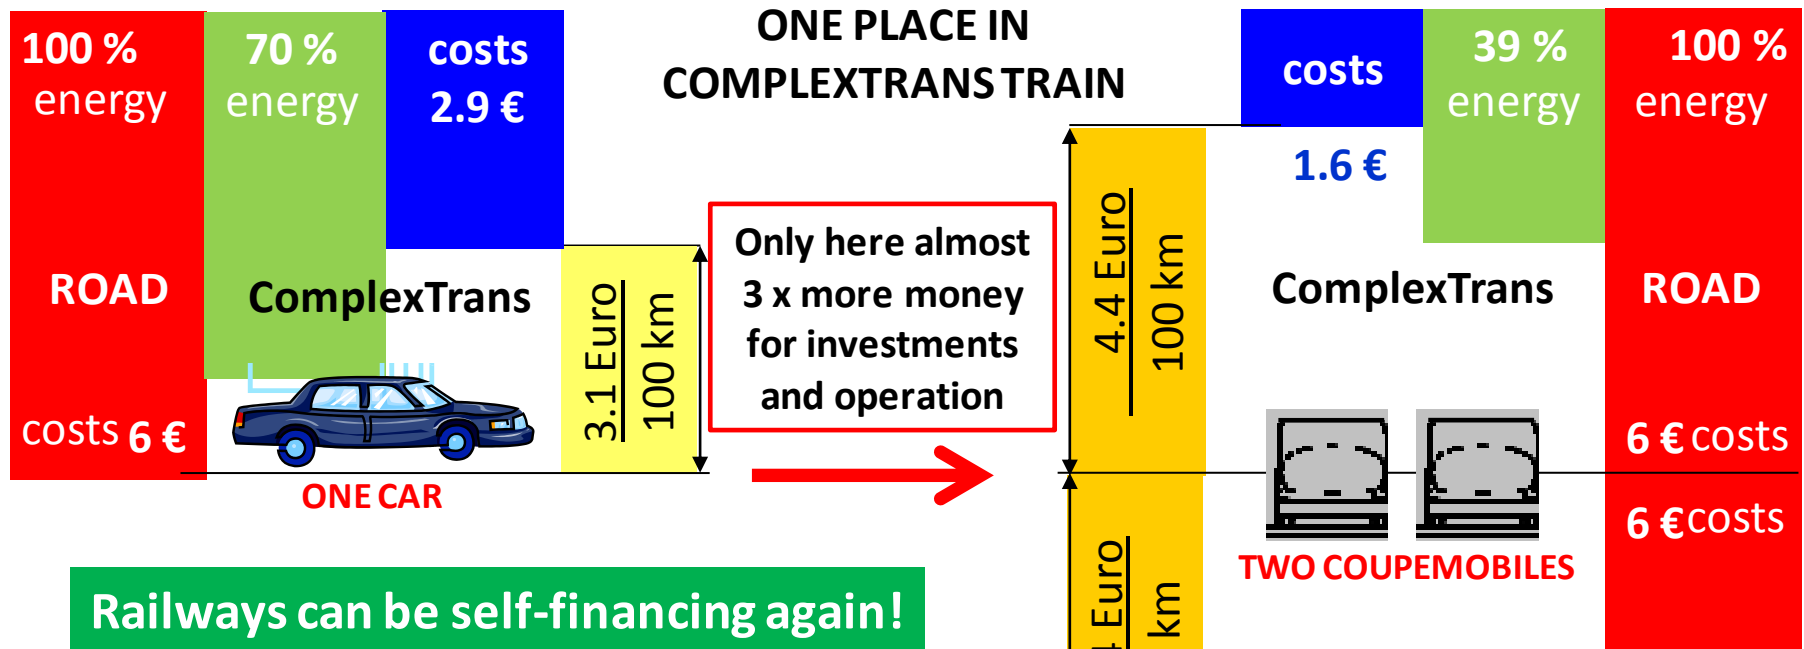 ONE PLACE IN
COMPLEXTRANS TRAIN
100 %
energy
70 %
energy
costs
2.9 €
ROAD
ComplexTrans
costs 6 €
3.1 Euro
100 km
ONE CAR
Only here almost
3 x more money
for investments
and operation
4.4 Euro
100 km
costs
1.6 €
39 %
energy
100 %
energy
ComplexTrans
ROAD
6 € costs
6 € costs
TWO COUPEMOBILES
Euro
km
Railways can be self-financing again!